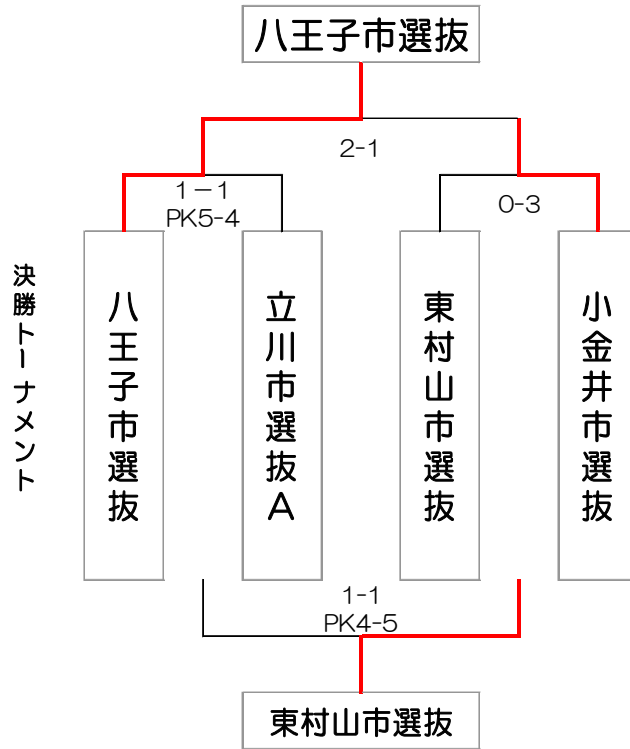 八王子市選抜
2-1
1－1
PK5-4
0-3
決勝トーナメント
八王子市選抜
立川市選抜A
東村山市選抜
小金井市選抜
1-1
PK4-5
東村山市選抜